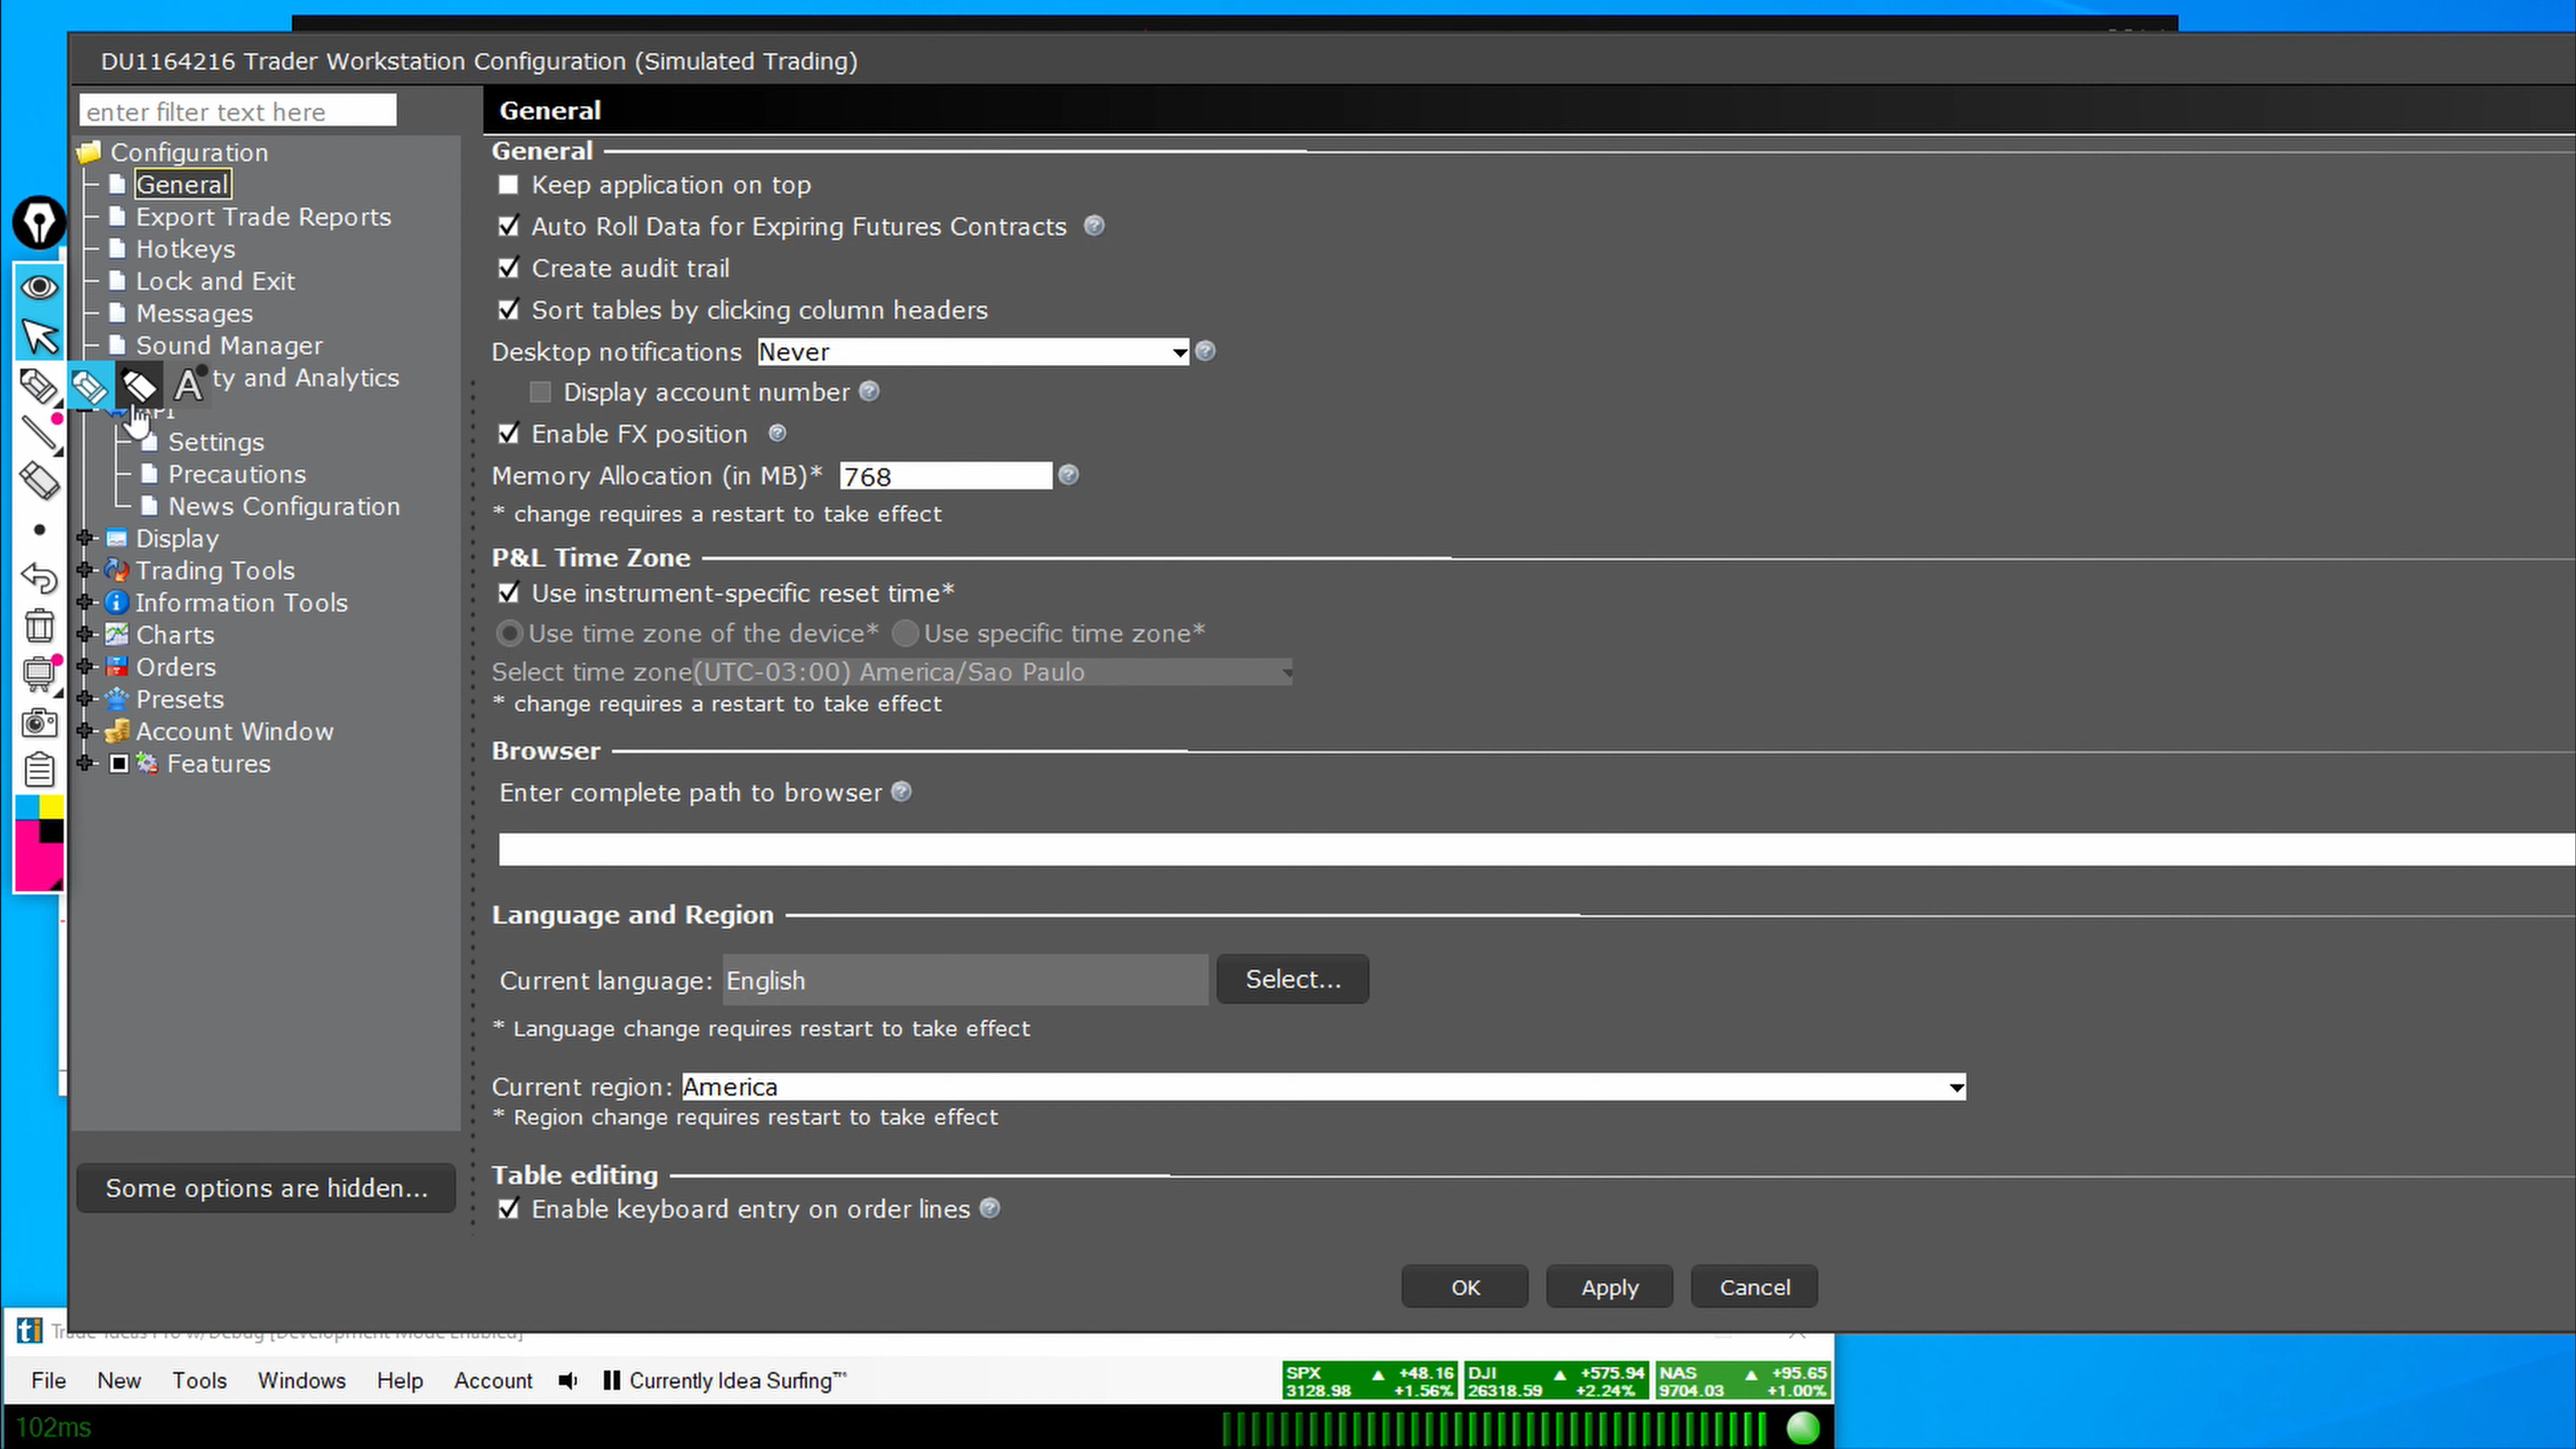 DU1164216 Trader Workstation Configuration (Simulated Trading)
enter filter text here
Configuration
General
Export Trade Reports
Hotkeys
Lock and Exit
Messages
Sound Manager
ty and Analytics
API
Settings
Precautions
News Configuration
Display
Trading Tools
Information Tools
Charts
Orders
Presets
Account Window
Features
Some options are hidden...
General
General
Keep application on top
Auto Roll Data for Expiring Futures Contracts
Create audit trail
Sort tables by clicking column headers
Desktop notifications Never
Display account number
Enable FX position
Memory Allocation (in MB)* 768
* change requires a restart to take effect
P&L Time Zone
Use instrument-specific reset time*
Use time zone of the device* Use specific time zone*
Select time zone (UTC-03:00) America/Sao Paulo
* change requires a restart to take effect
Browser
Enter complete path to browser
Language and Region
Current language: English Select...
* Language change requires restart to take effect
Current region: America
* Region change requires restart to take effect
Table editing
Enable keyboard entry on order lines
OK Apply Cancel
File New Tools Windows Help Account Currently Idea Surfing™
SPX ▲ +48.16
3128.98 +1.56%
DJI ▲ +575.94
26318.59 +2.24%
NAS ▲ +95.65
9704.03 +1.00%
102ms